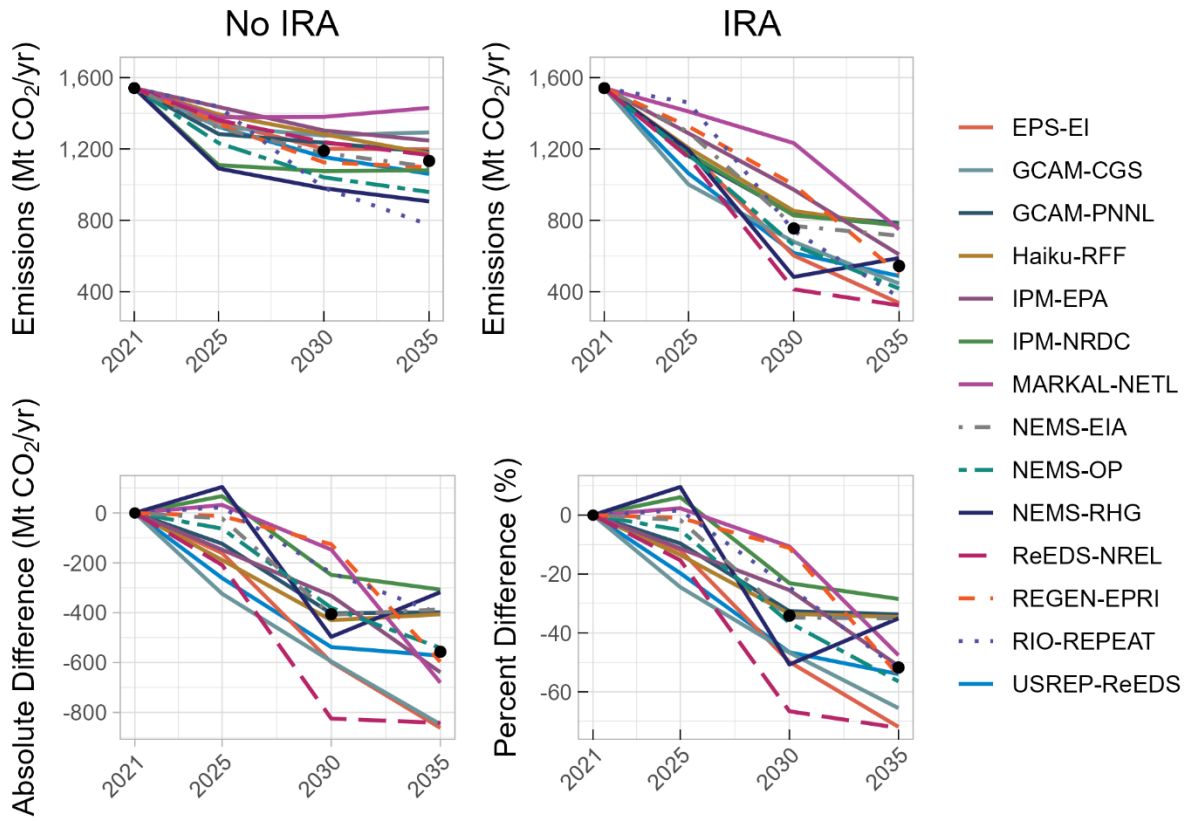 No IRA
Emissions (Mt CO₂/yr)
1,600
1,200
800
400
2021
2025
2030
2035
IRA
Emissions (Mt CO₂/yr)
1,600
1,200
800
400
2021
2025
2030
2035
Absolute Difference (Mt CO₂/yr)
0
-200
-400
-600
-800
2021
2025
2030
2035
Percent Difference (%)
0
-20
-40
-60
2021
2025
2030
2035
EPS-EI
GCAM-CGS
GCAM-PNNL
Haiku-RFF
IPM-EPA
IPM-NRDC
MARKAL-NETL
NEMS-EIA
NEMS-OP
NEMS-RHG
ReEDS-NREL
REGEN-EPRI
RIO-REPEAT
USREP-ReEDS